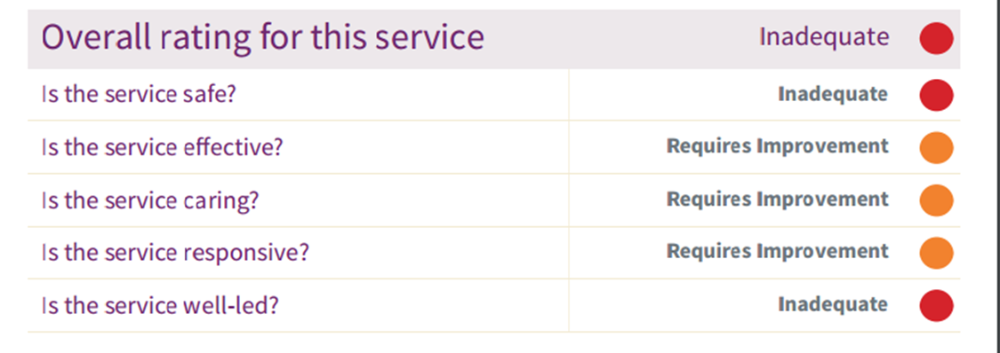 Overall rating for this service Inadequate
Is the service safe? Inadequate
Is the service effective? Requires Improvement
Is the service caring? Requires Improvement
Is the service responsive? Requires Improvement
Is the service well-led? Inadequate